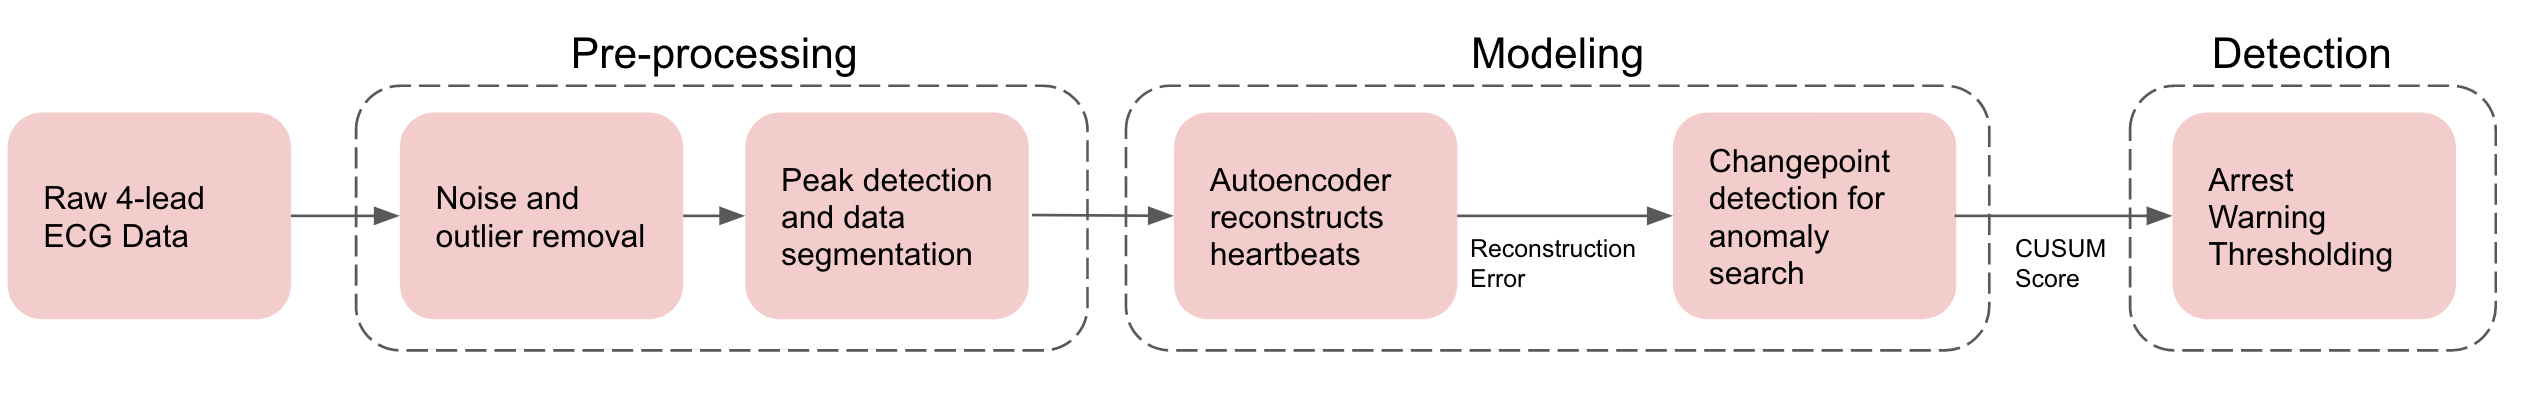 Pre-processing
Modeling
Detection
Raw 4-lead
ECG Data
Noise and
outlier removal
Peak detection
and data
segmentation
Autoencoder
reconstructs
heartbeats
Reconstruction
Error
Changepoint
detection for
anomaly
search
CUSUM
Score
Arrest
Warning
Thresholding